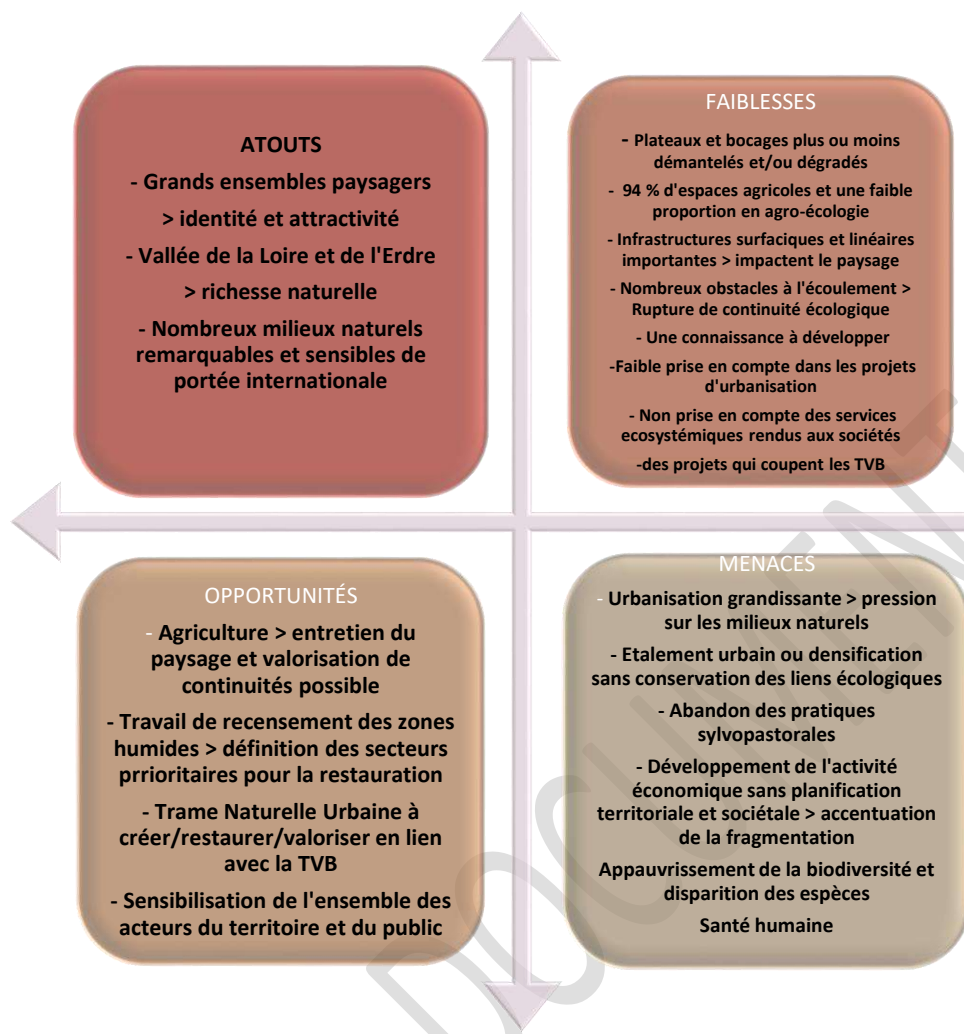 ATOUTS
- Grands ensembles paysagers
> identité et attractivité
- Vallée de la Loire et de l'Erdre
> richesse naturelle
- Nombreux milieux naturels
remarquables et sensibles de
portée internationale
FAIBLESSES
- Plateaux et bocages plus ou moins
démantelés et/ou dégradés
- 94 % d'espaces agricoles et une faible
proportion en agro-écologie
- Infrastructures surfaciques et linéaires
importantes > impactent le paysage
- Nombreux obstacles à l'écoulement >
Rupture de continuité écologique
- Une connaissance à développer
-Faible prise en compte dans les projets
d'urbanisation
- Non prise en compte des services
ecosystémiques rendus aux sociétés
-des projets qui coupent les TVB
OPPORTUNITÉS
- Agriculture > entretien du
paysage et valorisation de
continuités possible
- Travail de recensement des zones
humides > définition des secteurs
prrioritaires pour la restauration
- Trame Naturelle Urbaine à
créer/restaurer/valoriser en lien
avec la TVB
- Sensibilisation de l'ensemble des
acteurs du territoire et du public
MENACES
- Urbanisation grandissante > pression
sur les milieux naturels
- Etalement urbain ou densification
sans conservation des liens écologiques
- Abandon des pratiques
sylvopastorales
- Développement de l'activité
économique sans planification
territoriale et sociétale > accentuation
de la fragmentation
Appauvrissement de la biodiversité et
disparition des espèces
Santé humaine
DOCUMENT